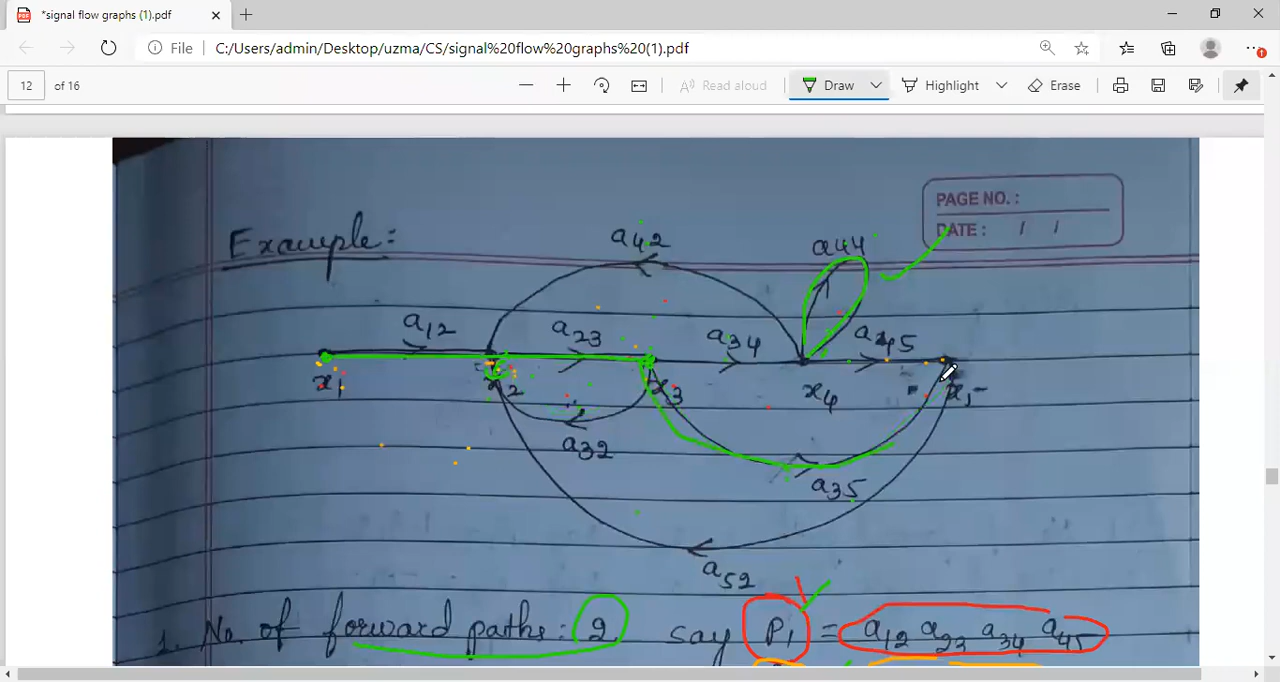 *signal flow graphs (1).pdf
File C:/Users/admin/Desktop/uzma/CS/signal%20flow%20graphs%20(1).pdf
12 of 16 Read aloud Draw Highlight Erase
PAGE NO. :
DATE : / /
Example:
a42 a44
a12 a23 a34 a45
x1 x2 x3 x4 x5
a32
a35
a52
1. No. of forward paths: 2 say P1 = a12 a23 a34 a45